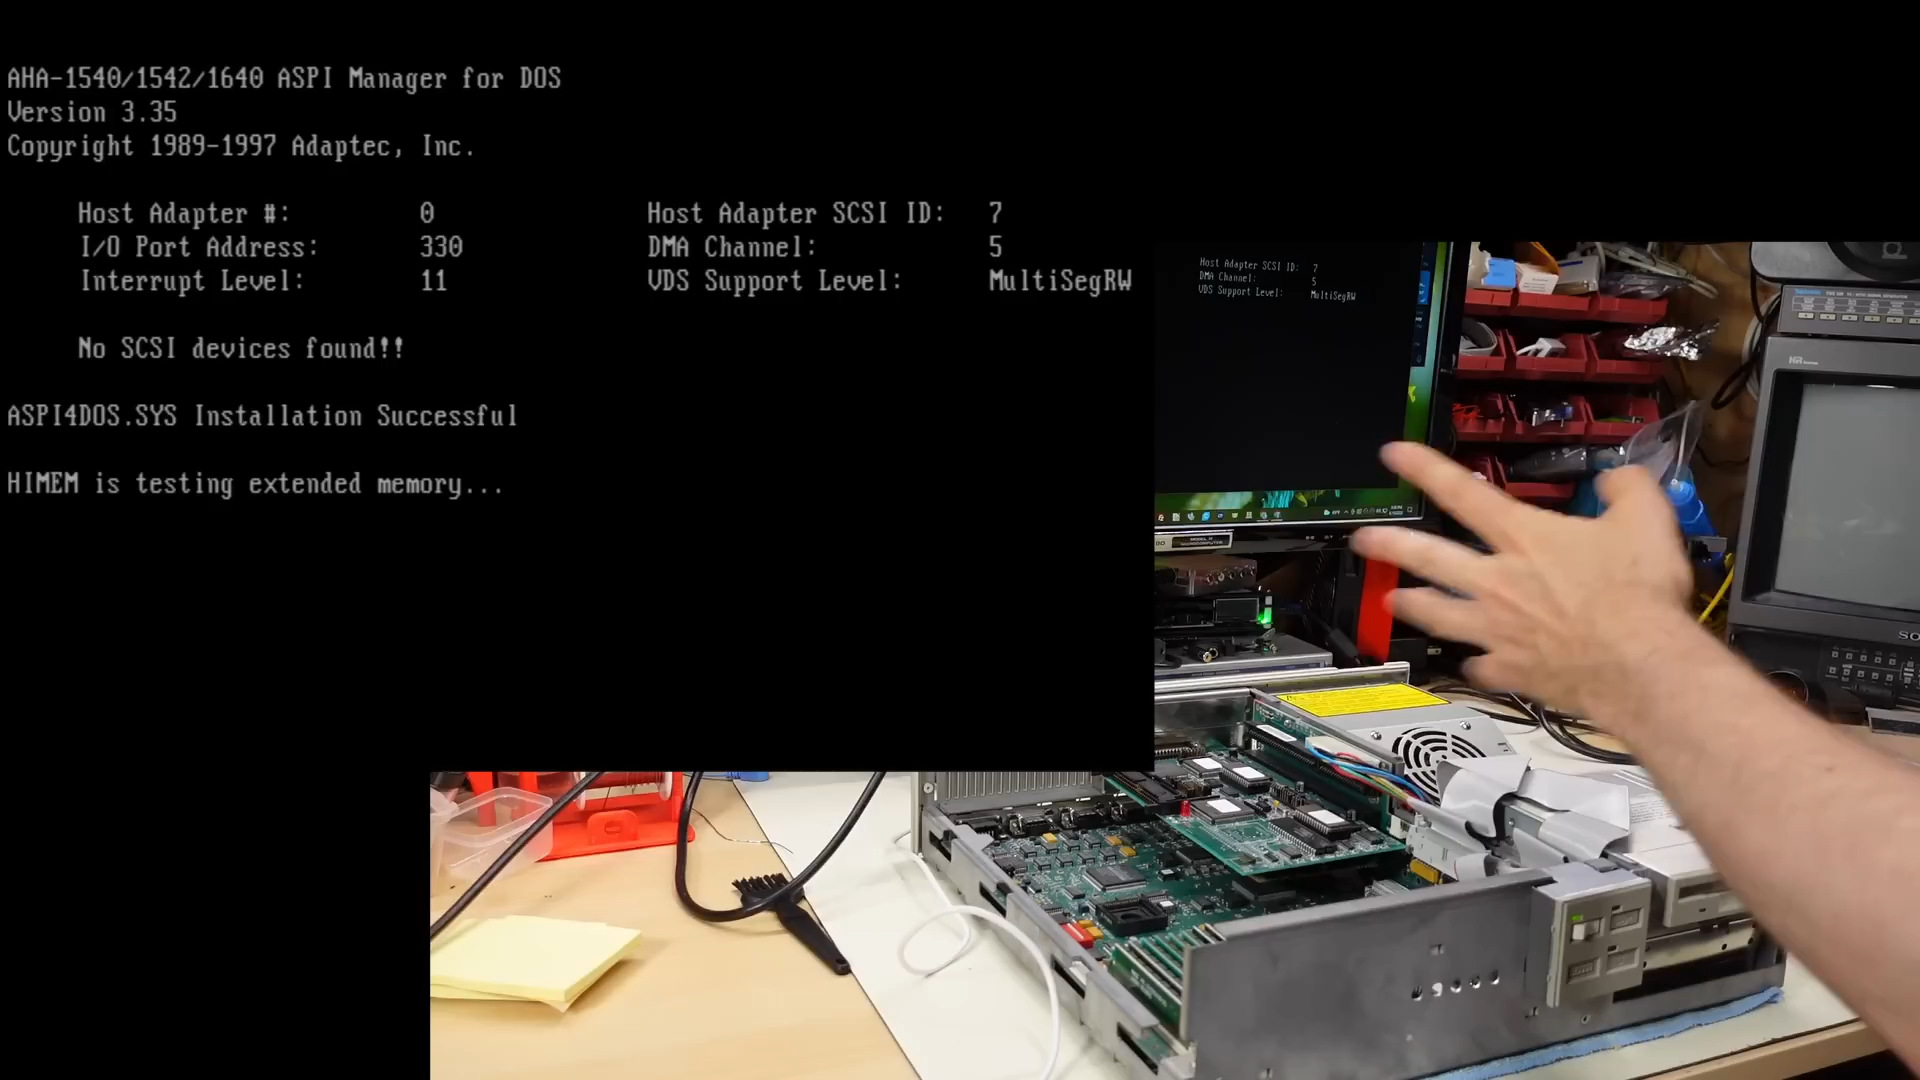 AHA-1540/1542/1640 ASPI Manager for DOS
Version 3.35
Copyright 1989-1997 Adaptec, Inc.
Host Adapter #: 0 Host Adapter SCSI ID: 7
I/O Port Address: 330 DMA Channel: 5
Interrupt Level: 11 VDS Support Level: MultiSegRW
No SCSI devices found!!
ASPI4DOS.SYS Installation Successful
HIMEM is testing extended memory...
Host Adapter SCSI ID: 7
DMA Channel: 5
VDS Support Level: MultiSegRW
HR
SO